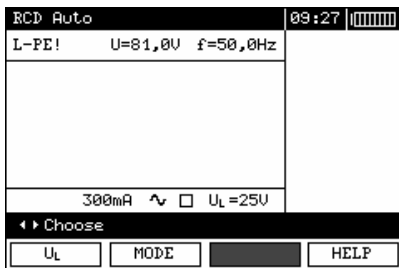 RCD Auto 09:27
L-PE! U=81,0V f=50,0Hz
300mA UL=25V
Choose
UL MODE HELP